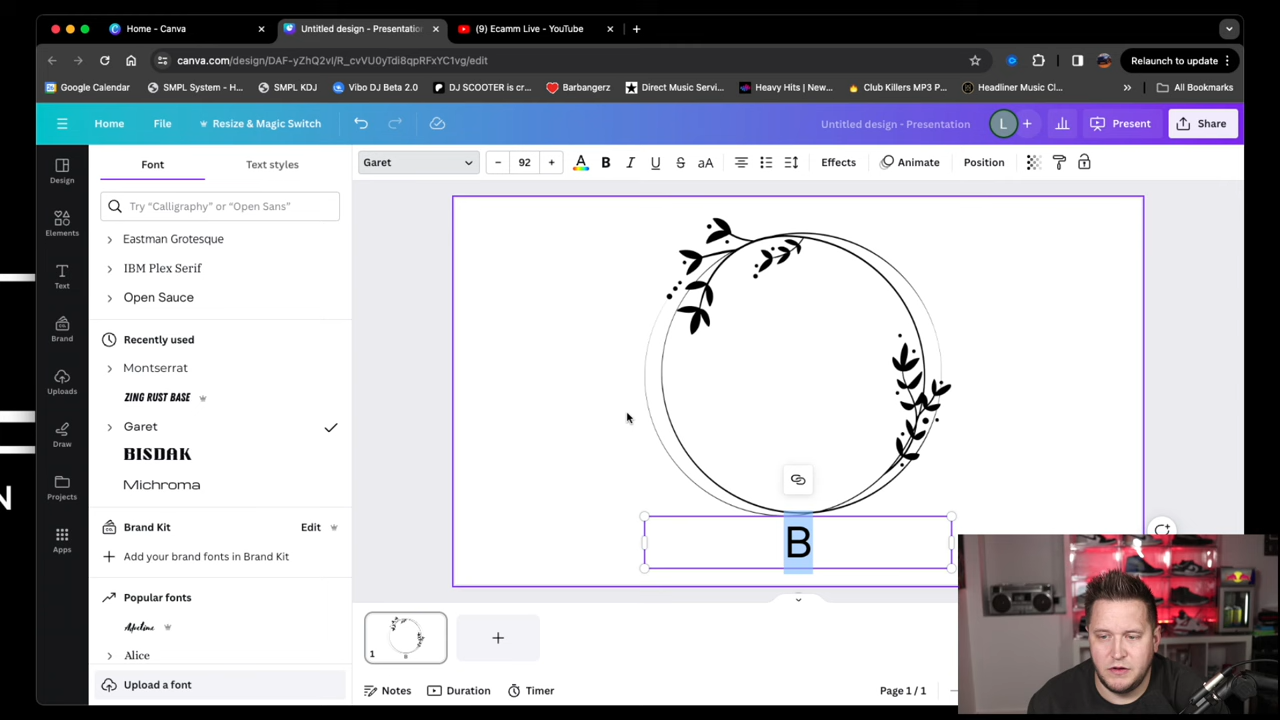 Home - Canva
Untitled design - Presentation
(9) Ecamm Live - YouTube
canva.com/design/DAF-yZhQ2vI/R_cvVU0yTdi8qpRFxYC1vg/edit
Relaunch to update
Google Calendar
SMPL System - H...
SMPL KDJ
Vibo DJ Beta 2.0
DJ SCOOTER is cr...
Barbangerz
Direct Music Servi...
Heavy Hits | New...
Club Killers MP3 P...
Headliner Music Cl...
»
All Bookmarks
Home
File
Resize & Magic Switch
Untitled design - Presentation
L
Present
Share
Design
Elements
Text
Brand
Uploads
Draw
Projects
Apps
Font
Text styles
Try “Calligraphy” or “Open Sans”
Eastman Grotesque
IBM Plex Serif
Open Sauce
Recently used
Montserrat
ZING RUST BASE
Garet
BISDAK
Michroma
Brand Kit
Edit
Add your brand fonts in Brand Kit
Popular fonts
Alice
Upload a font
Garet
– 92 +
A
B
I
U
S
aA
Effects
Animate
Position
B
1
Notes
Duration
Timer
Page 1 / 1
N